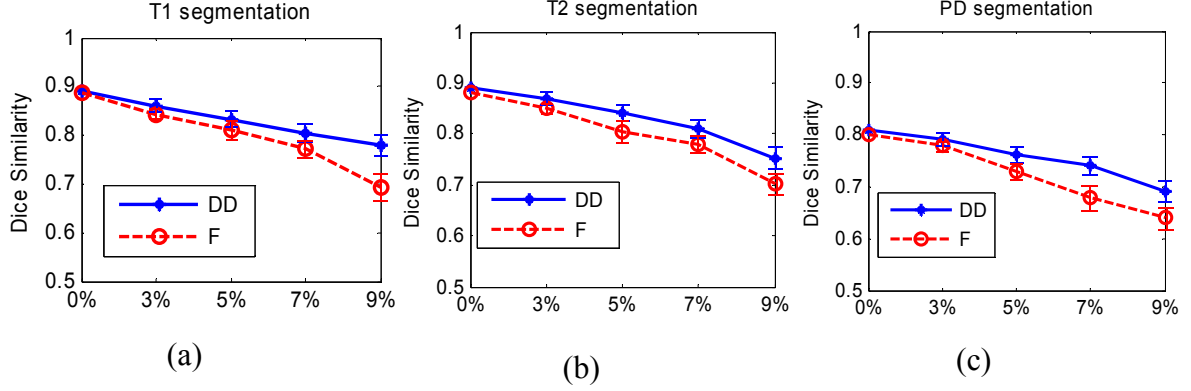 T1 segmentation
Dice Similarity
1
0.9
0.8
0.7
0.6
0.5
0% 3% 5% 7% 9%
DD
F
(a)
T2 segmentation
Dice Similarity
1
0.9
0.8
0.7
0.6
0.5
0% 3% 5% 7% 9%
DD
F
(b)
PD segmentation
Dice Similarity
1
0.9
0.8
0.7
0.6
0.5
0% 3% 5% 7% 9%
DD
F
(c)